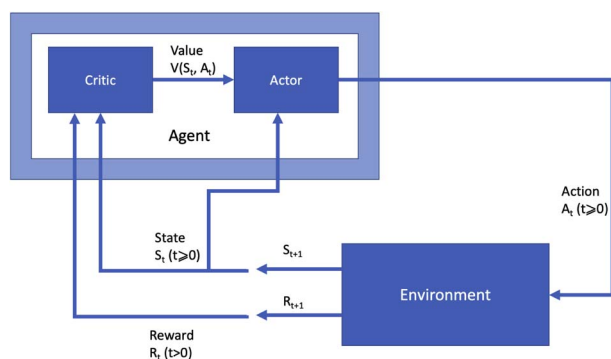 Value
V(Sₜ, Aₜ)
Critic
Actor
Agent
Action
Aₜ (t⩾0)
State
Sₜ (t⩾0)
Sₜ₊₁
Environment
Rₜ₊₁
Reward
Rₜ (t>0)